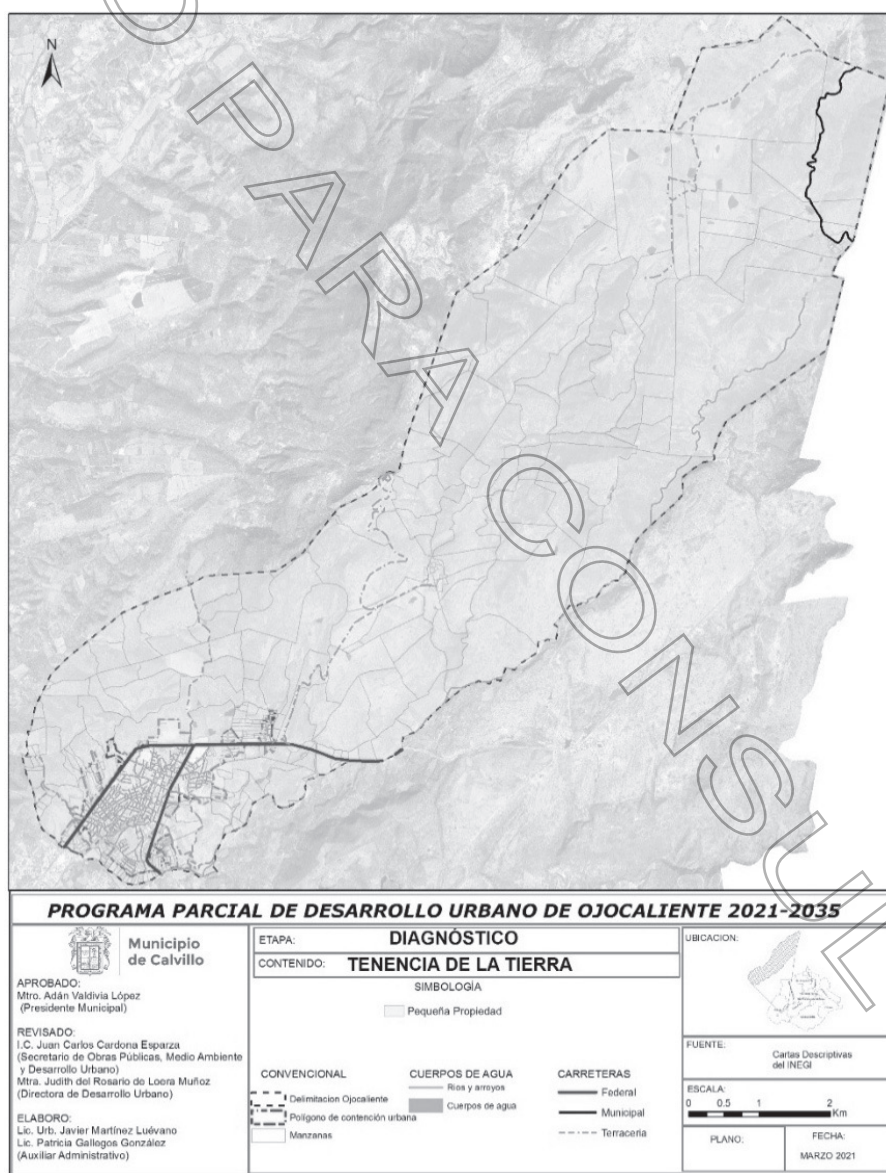 N
O PARA CONSUL
PROGRAMA PARCIAL DE DESARROLLO URBANO DE OJOCALIENTE 2021-2035
Municipio
de Calvillo
APROBADO:
Mtro. Adán Valdivia López
(Presidente Municipal)
REVISADO:
I.C. Juan Carlos Cardona Esparza
(Secretario de Obras Públicas, Medio Ambiente
y Desarrollo Urbano)
Mtra. Judith del Rosario de Loera Muñoz
(Directora de Desarrollo Urbano)
ELABORO:
Lic. Urb. Javier Martínez Luévano
Lic. Patricia Gallegos González
(Auxiliar Administrativo)
ETAPA: DIAGNÓSTICO
CONTENIDO: TENENCIA DE LA TIERRA
SIMBOLOGÍA
Pequeña Propiedad
CONVENCIONAL
Delimitacion Ojocaliente
Polígono de contención urbana
Manzanas
CUERPOS DE AGUA
Rios y arroyos
Cuerpos de agua
CARRETERAS
Federal
Municipal
Terraceria
UBICACION:
FUENTE:
Cartas Descriptivas
del INEGI
ESCALA:
0 0.5 1 2
Km
PLANO:
FECHA:
MARZO 2021